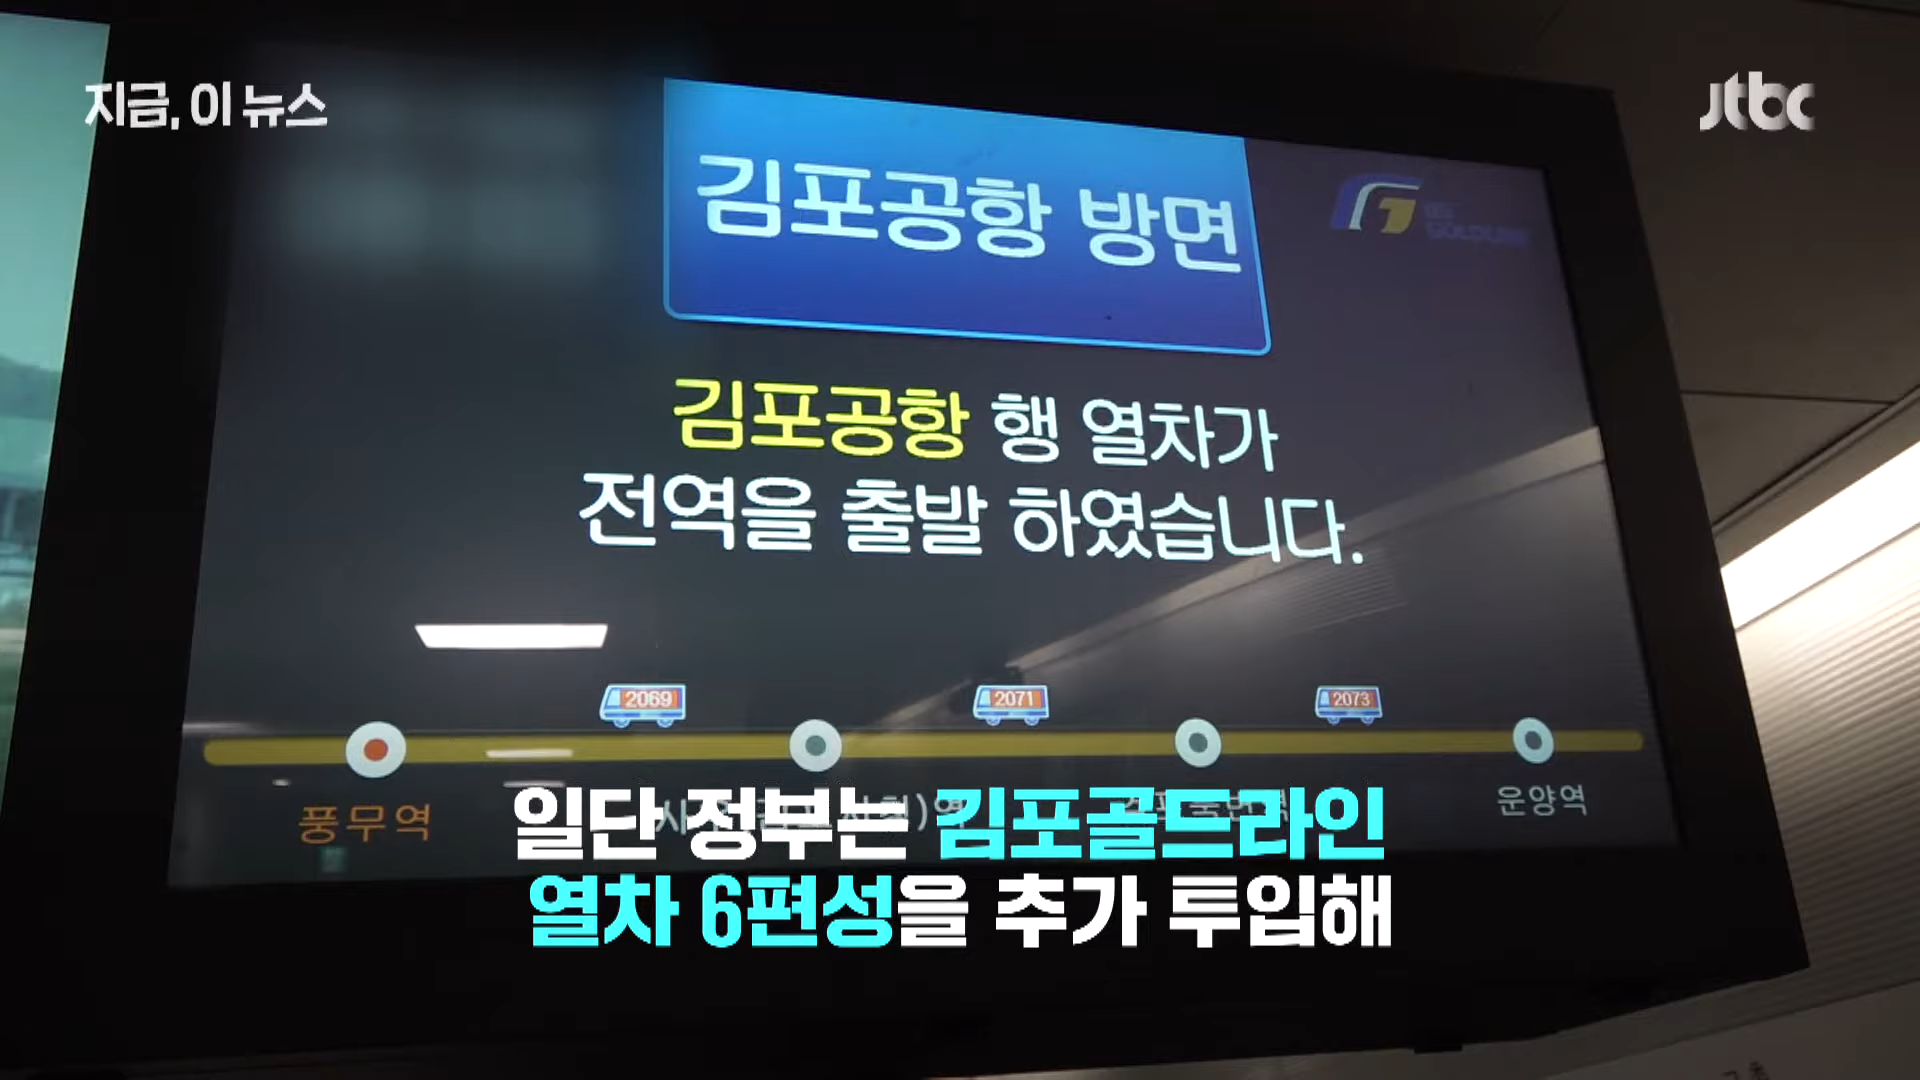 지금, 이 뉴스
jtbc
김포공항 방면
김포공항 행 열차가
전역을 출발 하였습니다.
2069
2071
2073
풍무역
운양역
일단 정부는 김포골드라인
열차 6편성을 추가 투입해